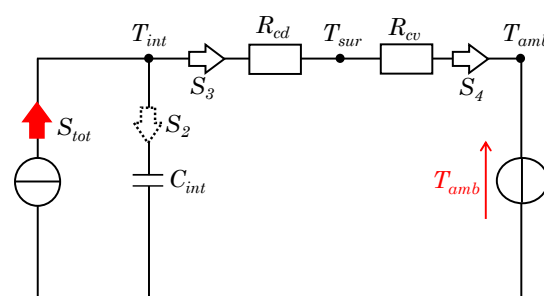 T_int
R_cd
T_sur
R_cv
T_amb
S_3
S_4
S_tot
S_2
C_int
T_amb